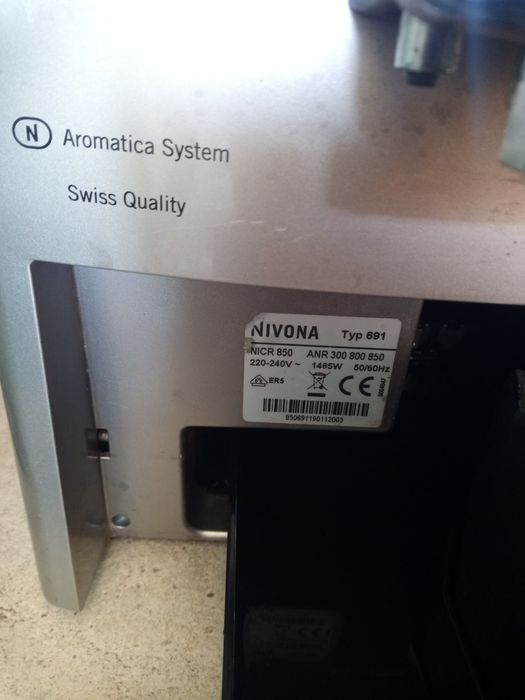 N Aromatica System
Swiss Quality
NIVONA Typ 691
NICR 850 ANR 300 800 850
220-240V ~ 1465W 50/60Hz
ER5 CE
850691190112003